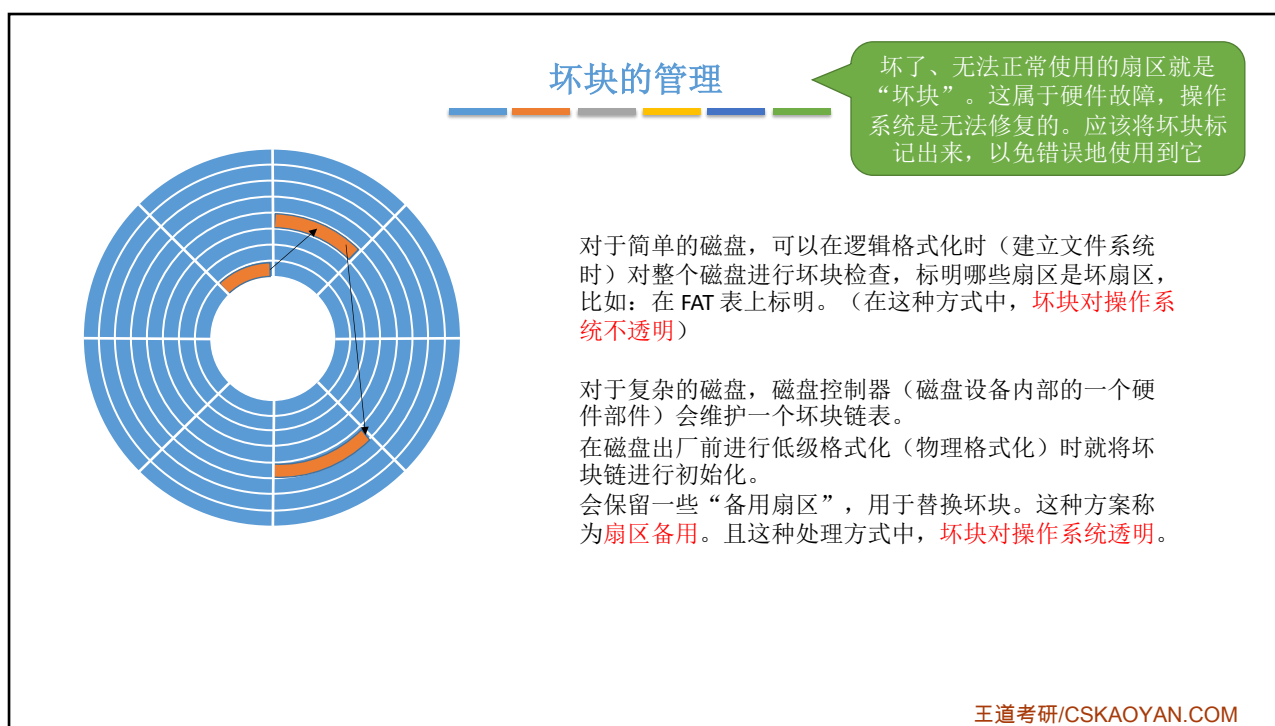 坏块的管理
坏了、无法正常使用的扇区就是
“坏块”。这属于硬件故障，操作
系统是无法修复的。应该将坏块标
记出来，以免错误地使用到它
对于简单的磁盘，可以在逻辑格式化时（建立文件系统
时）对整个磁盘进行坏块检查，标明哪些扇区是坏扇区，
比如：在 FAT 表上标明。（在这种方式中，坏块对操作系
统不透明）
对于复杂的磁盘，磁盘控制器（磁盘设备内部的一个硬
件部件）会维护一个坏块链表。
在磁盘出厂前进行低级格式化（物理格式化）时就将坏
块链进行初始化。
会保留一些“备用扇区”，用于替换坏块。这种方案称
为扇区备用。且这种处理方式中，坏块对操作系统透明。
王道考研/CSKAOYAN.COM